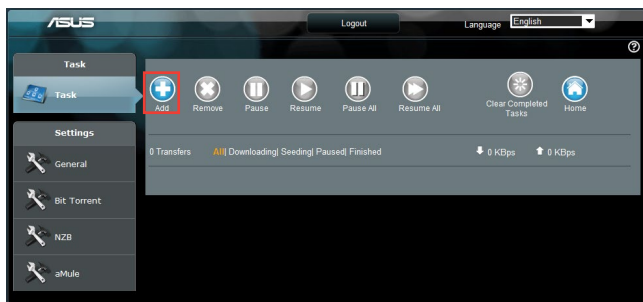 ASUS Logout Language English
Task
Task
Add Remove Pause Resume Pause All Resume All Clear Completed Tasks Home
Settings
0 Transfers All| Downloading| Seeding| Paused| Finished 0 KBps 0 KBps
General
Bit Torrent
NZB
aMule